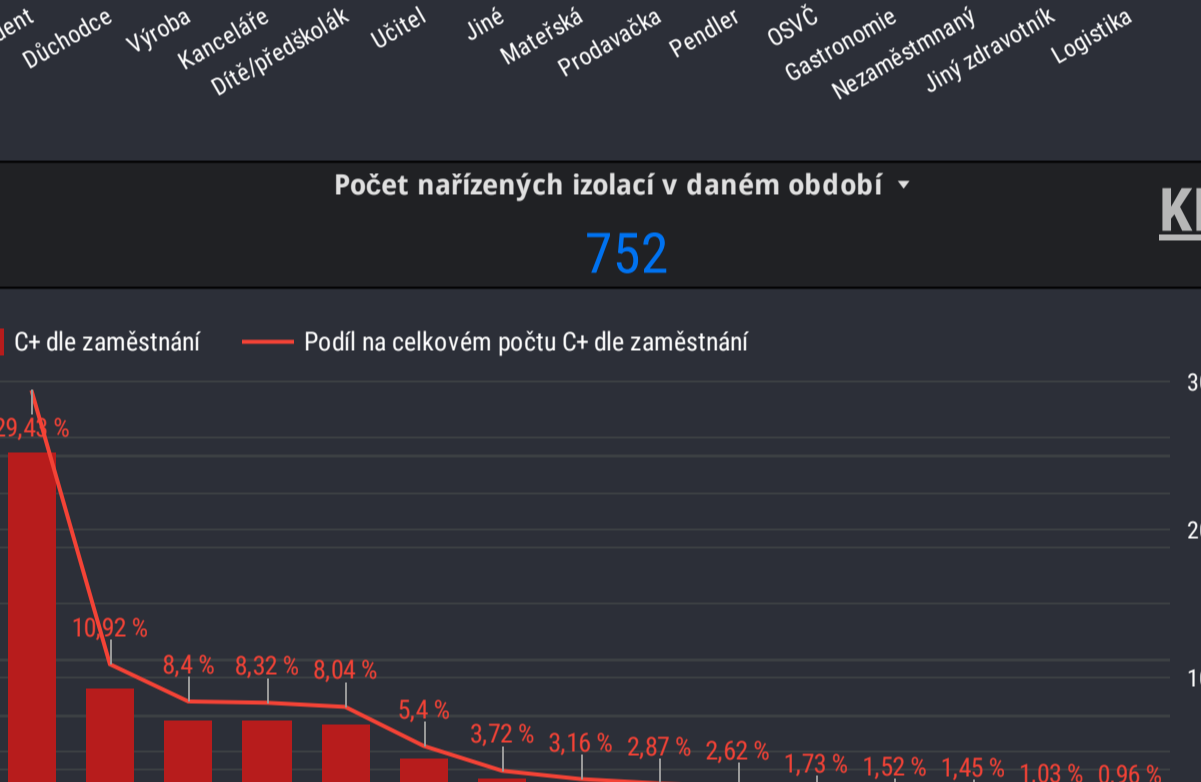 Důchodce
Výroba
Kanceláře
Dítě/předškolák
Učitel
Jiné
Mateřská
Prodavačka
Pendler
OSVČ
Gastronomie
Nezaměstmnaný
Jiný zdravotník
Logistika
Počet nařízených izolací v daném období
752
C+ dle zaměstnání
Podíl na celkovém počtu C+ dle zaměstnání
29,43 %
10,92 %
8,4 %
8,32 %
8,04 %
5,4 %
3,72 %
3,16 %
2,87 %
2,62 %
1,73 %
1,52 %
1,45 %
1,03 %
0,96 %